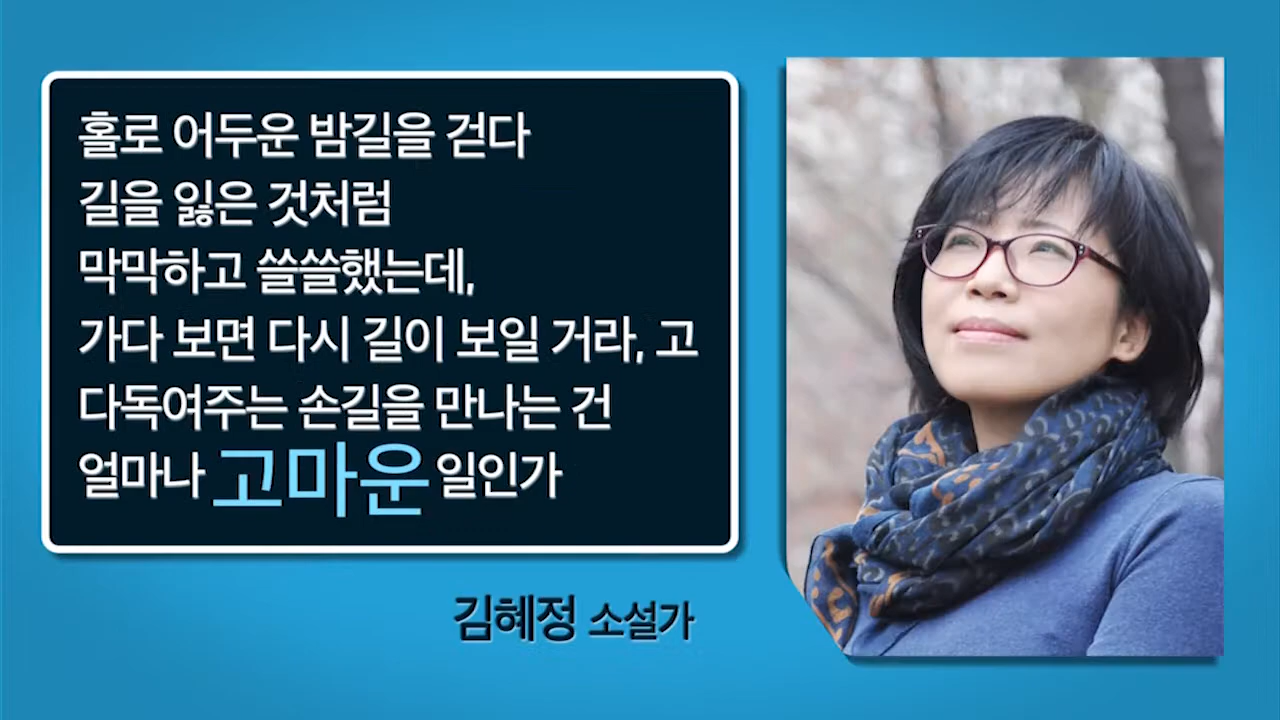 홀로 어두운 밤길을 걷다
길을 잃은 것처럼
막막하고 쓸쓸했는데,
가다 보면 다시 길이 보일 거라, 고
다독여주는 손길을 만나는 건
얼마나 고마운 일인가
김혜정 소설가